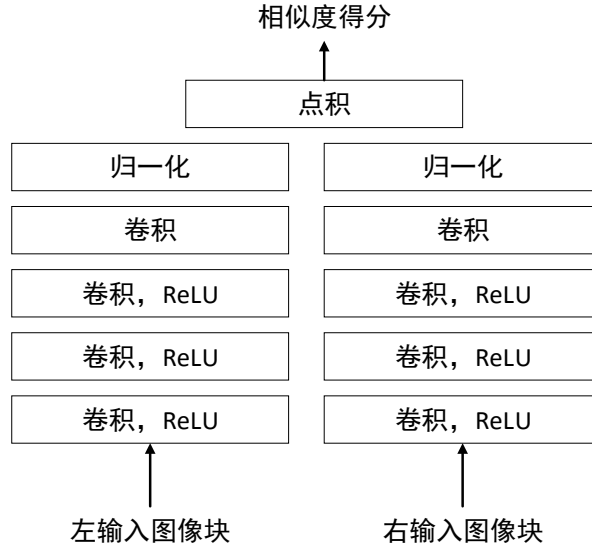 相似度得分
点积
归一化 归一化
卷积 卷积
卷积，ReLU 卷积，ReLU
卷积，ReLU 卷积，ReLU
卷积，ReLU 卷积，ReLU
左输入图像块 右输入图像块